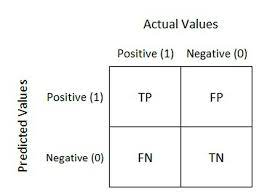 Actual Values
Positive (1) Negative (0)
Predicted Values
Positive (1) TP FP
Negative (0) FN TN